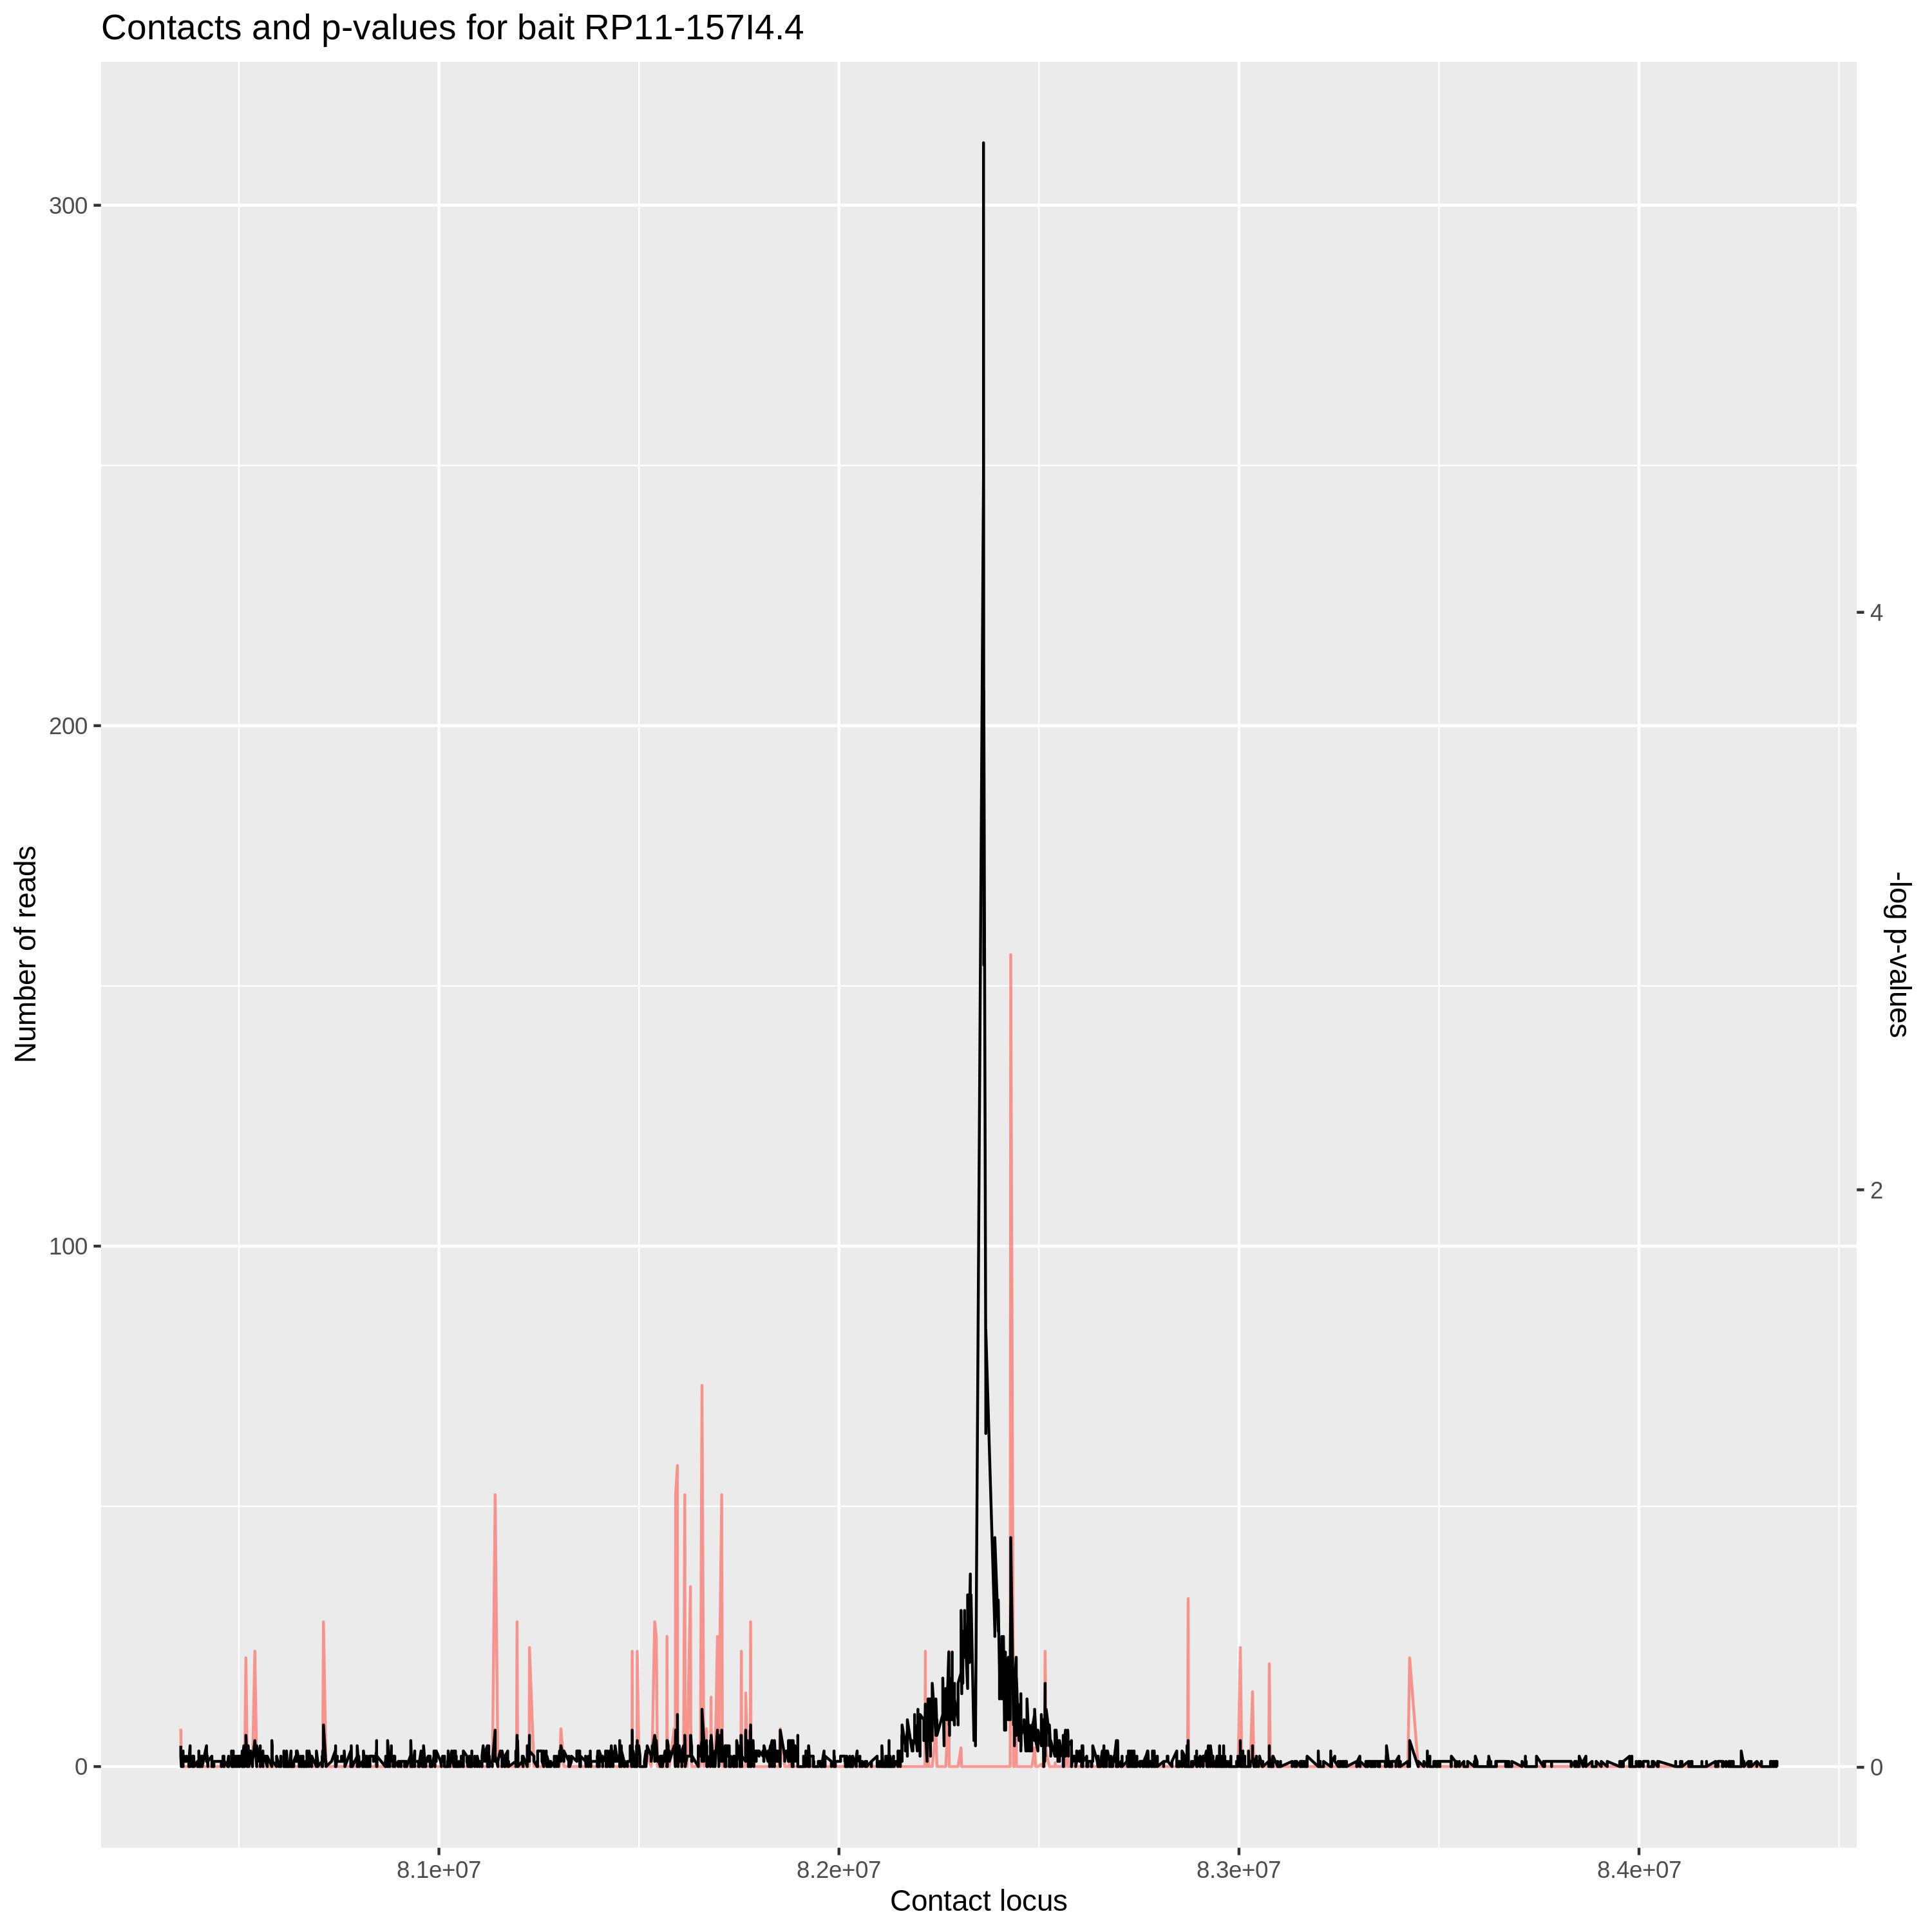 Contacts and p-values for bait RP11-157I4.4
300
200
100
0
Number of reads
4
2
0
-log p-values
8.1e+07
8.2e+07
8.3e+07
8.4e+07
Contact locus